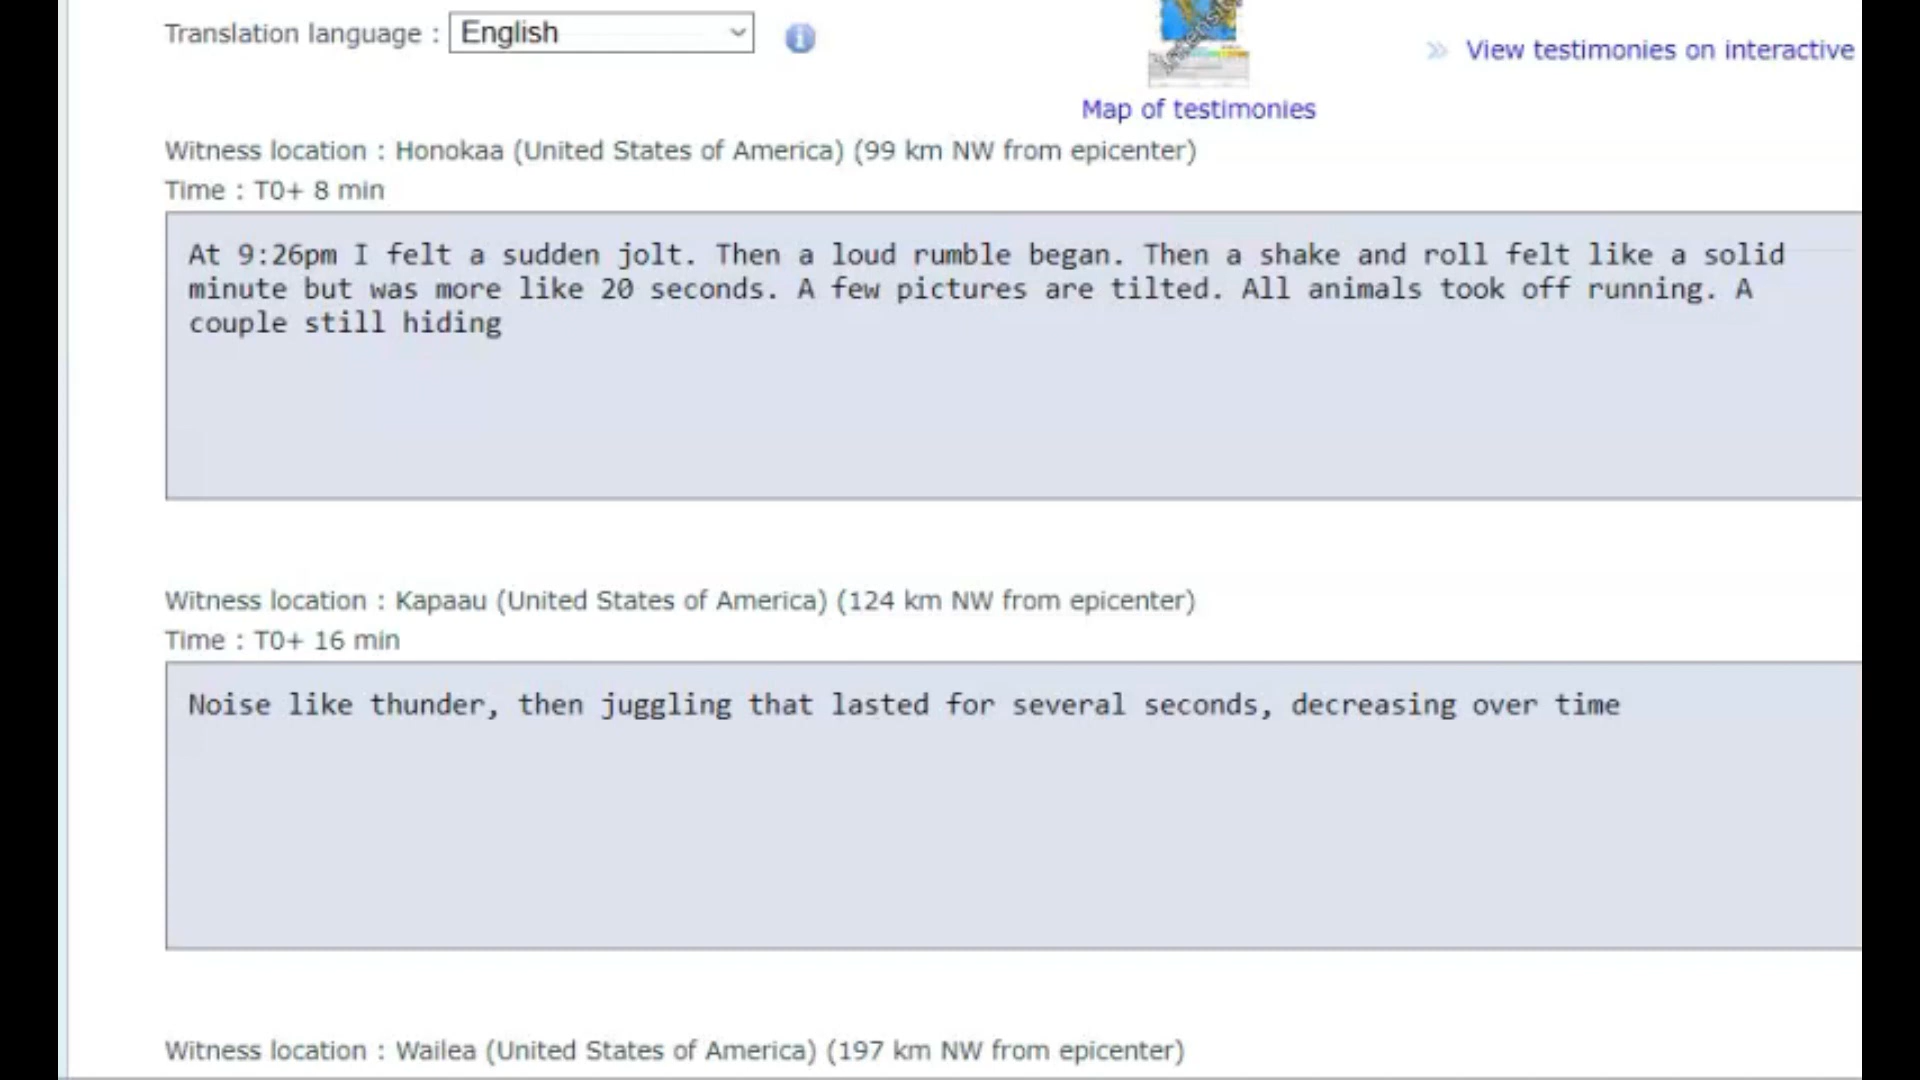 Translation language : English
View testimonies on interactive
Map of testimonies
Witness location : Honokaa (United States of America) (99 km NW from epicenter)
Time : T0+ 8 min
At 9:26pm I felt a sudden jolt. Then a loud rumble began. Then a shake and roll felt like a solid
minute but was more like 20 seconds. A few pictures are tilted. All animals took off running. A
couple still hiding
Witness location : Kapaau (United States of America) (124 km NW from epicenter)
Time : T0+ 16 min
Noise like thunder, then juggling that lasted for several seconds, decreasing over time
Witness location : Wailea (United States of America) (197 km NW from epicenter)